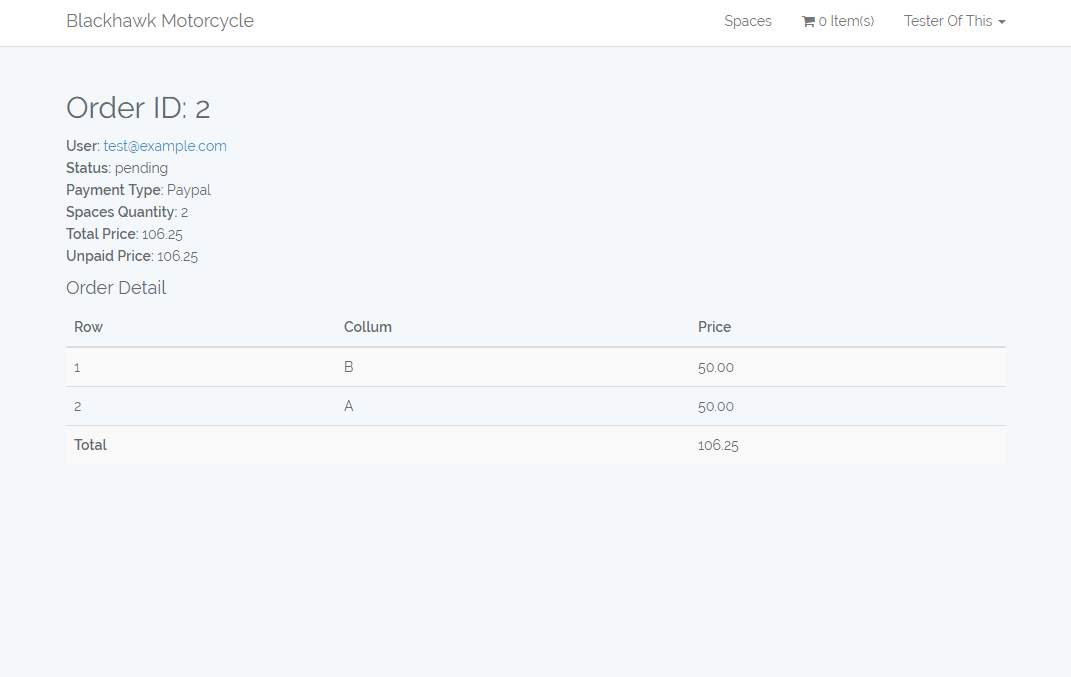 Blackhawk Motorcycle Spaces 0 Item(s) Tester Of This
Order ID: 2
User: test@example.com
Status: pending
Payment Type: Paypal
Spaces Quantity: 2
Total Price: 106.25
Unpaid Price: 106.25
Order Detail
Row Collum Price
1 B 50.00
2 A 50.00
Total 106.25